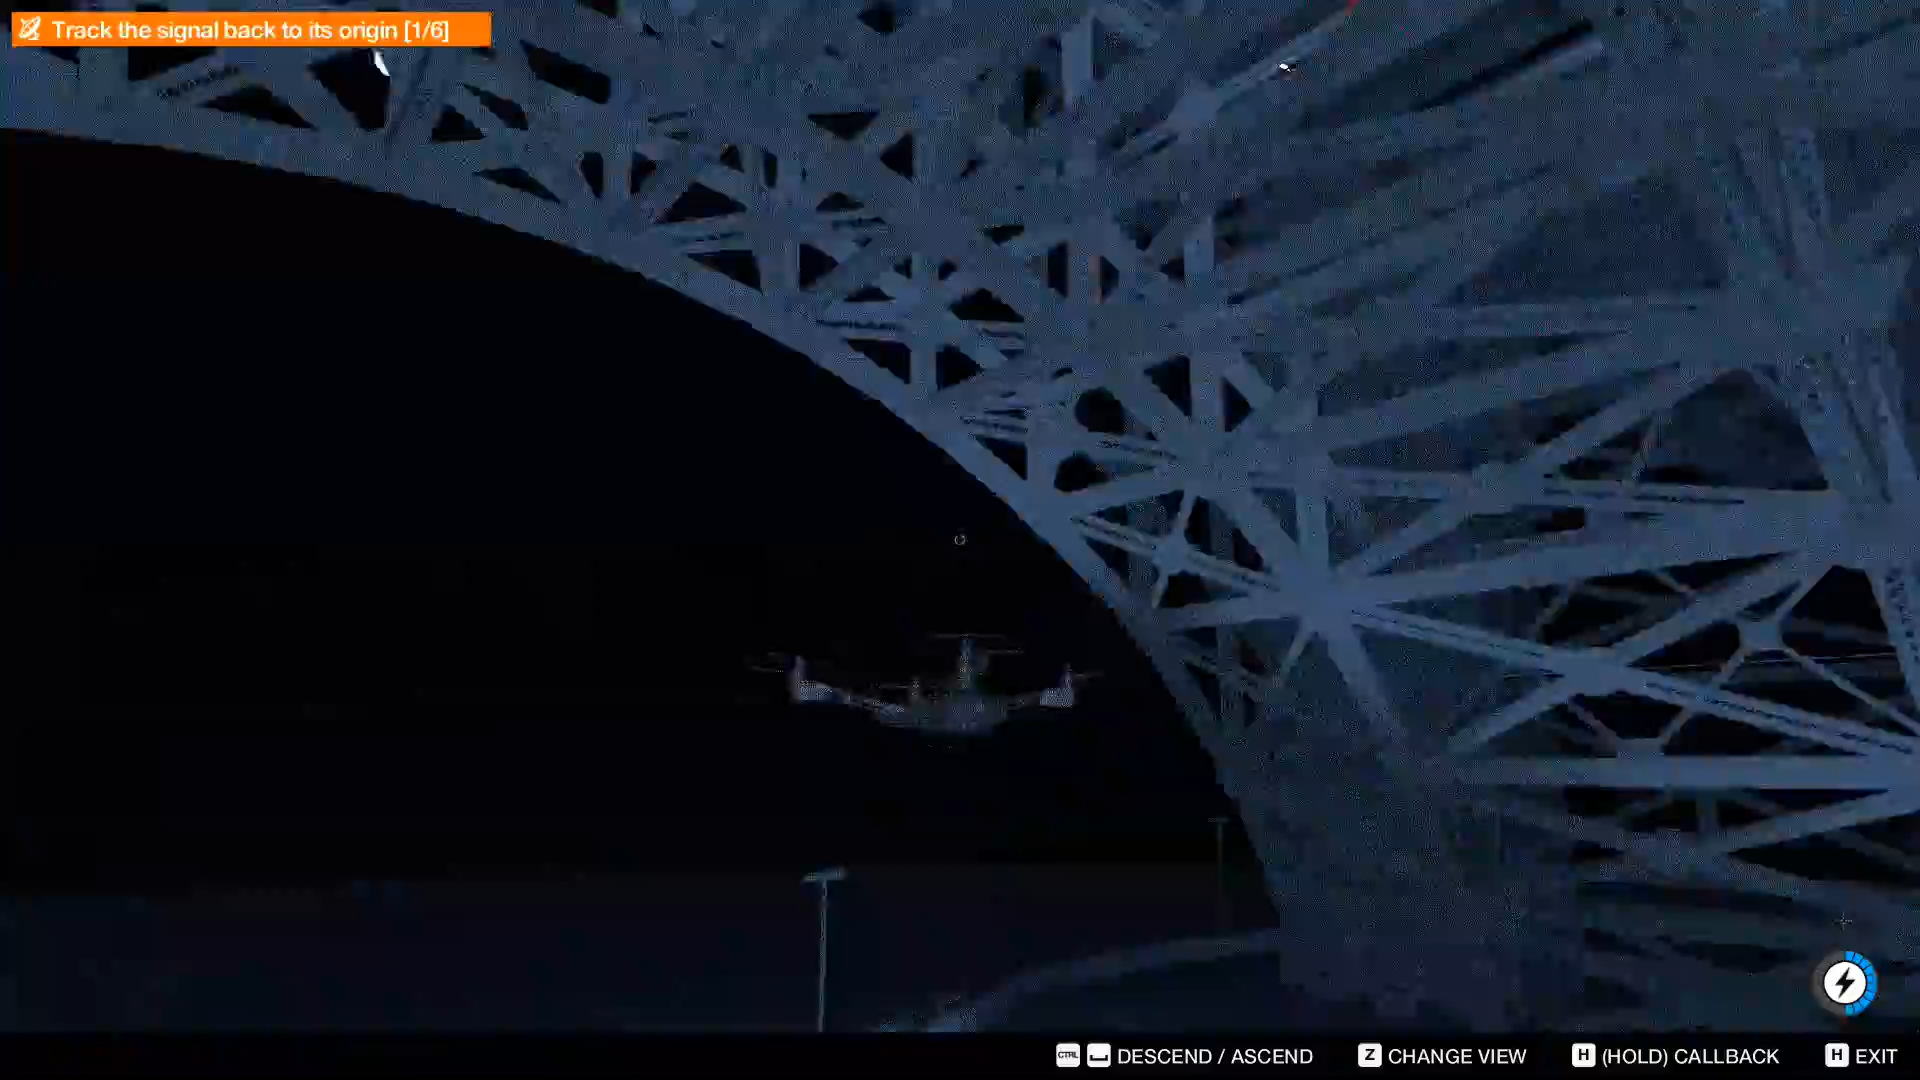 Track the signal back to its origin [1/6]
CTRL DESCEND / ASCEND Z CHANGE VIEW H (HOLD) CALLBACK H EXIT